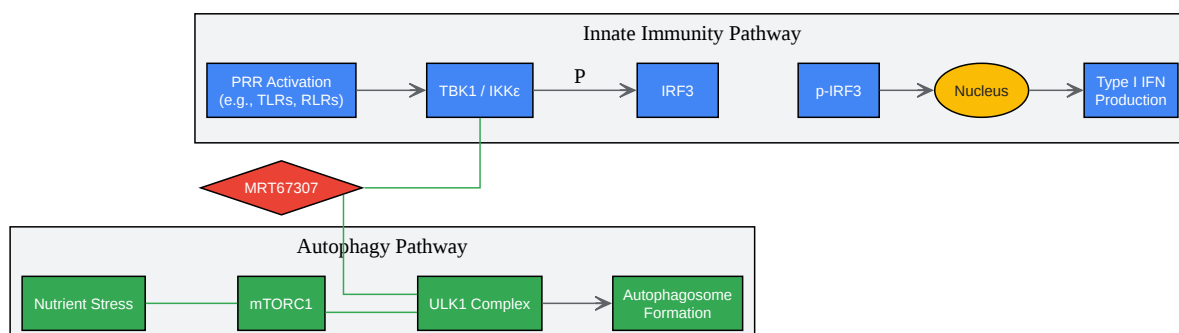 Innate Immunity Pathway
PRR Activation
(e.g., TLRs, RLRs)
TBK1 / IKKε
P
IRF3
p-IRF3
Nucleus
Type I IFN
Production
MRT67307
Autophagy Pathway
Nutrient Stress
mTORC1
ULK1 Complex
Autophagosome
Formation